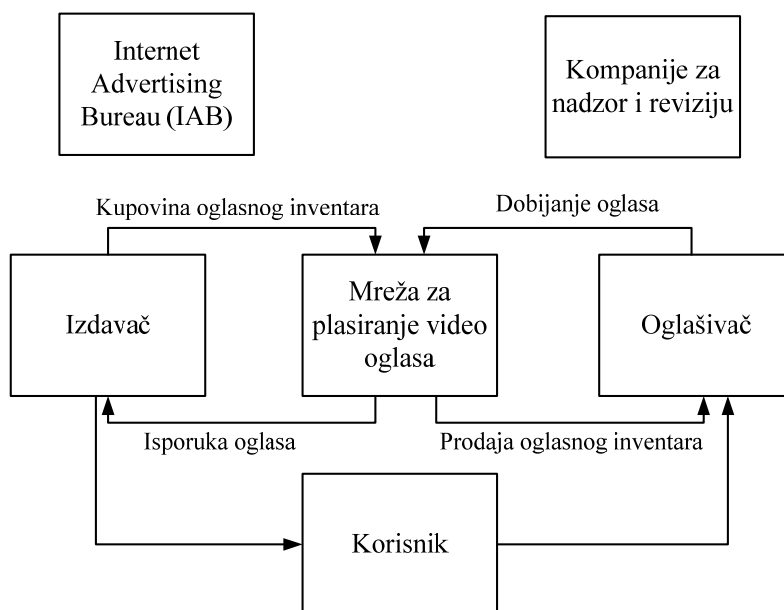 Internet
Advertising
Bureau (IAB)
Kompanije za
nadzor i reviziju
Kupovina oglasnog inventara
Dobijanje oglasa
Izdavač
Mreža za
plasiranje video
oglasa
Oglašivač
Isporuka oglasa
Prodaja oglasnog inventara
Korisnik